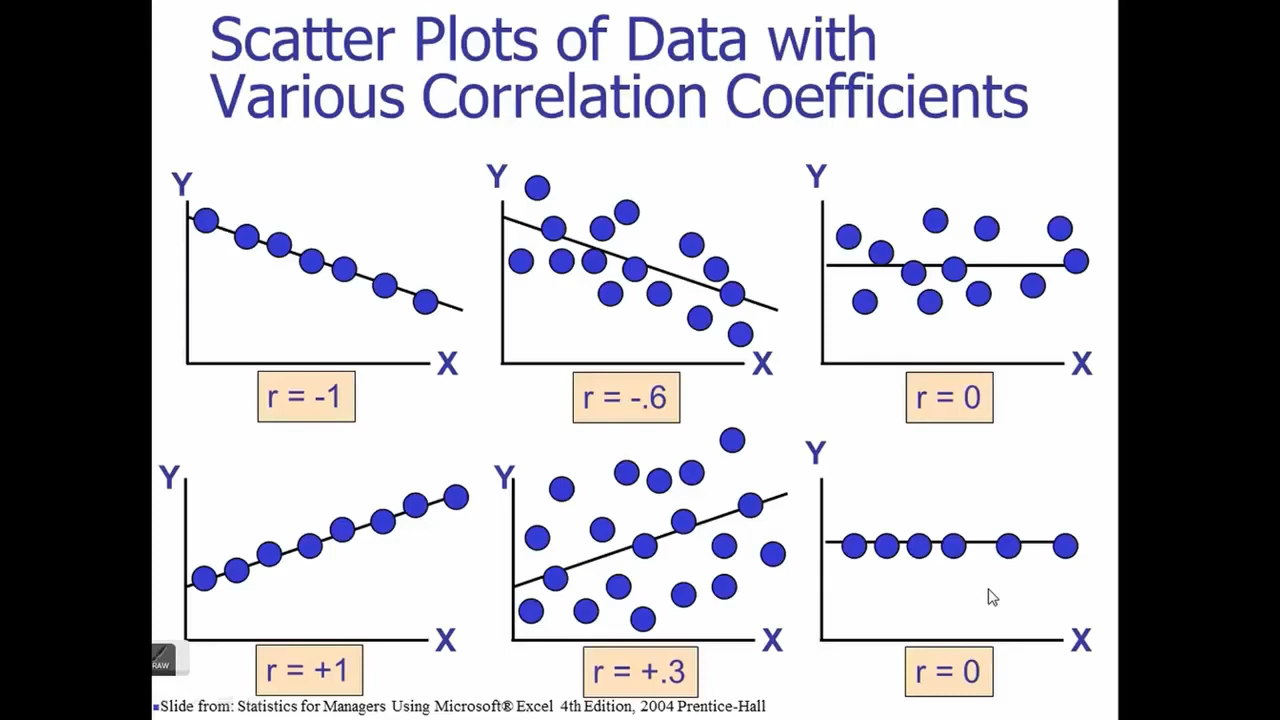 Scatter Plots of Data with
Various Correlation Coefficients
Y
X
r = -1
Y
X
r = -.6
Y
X
r = 0
Y
X
r = +1
Y
X
r = +.3
Y
X
r = 0
RAW
Slide from: Statistics for Managers Using Microsoft® Excel 4th Edition, 2004 Prentice-Hall